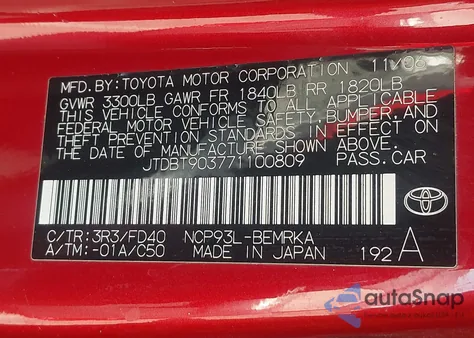 MFD.BY:TOYOTA MOTOR CORPORATION 11/06
GVWR 3300LB GAWR FR 1840LB RR 1820LB
THIS VEHICLE CONFORMS TO ALL APPLICABLE
FEDERAL MOTOR VEHICLE SAFETY, BUMPER, AND
THEFT PREVENTION STANDARDS IN EFFECT ON
THE DATE OF MANUFACTURE SHOWN ABOVE.
JTDBT903771100809 PASS.CAR
C/TR:3R3/FD40 NCP93L-BEMRKA
A/TM:-01A/C50 MADE IN JAPAN 192 A
TOYOTA
autoSnap